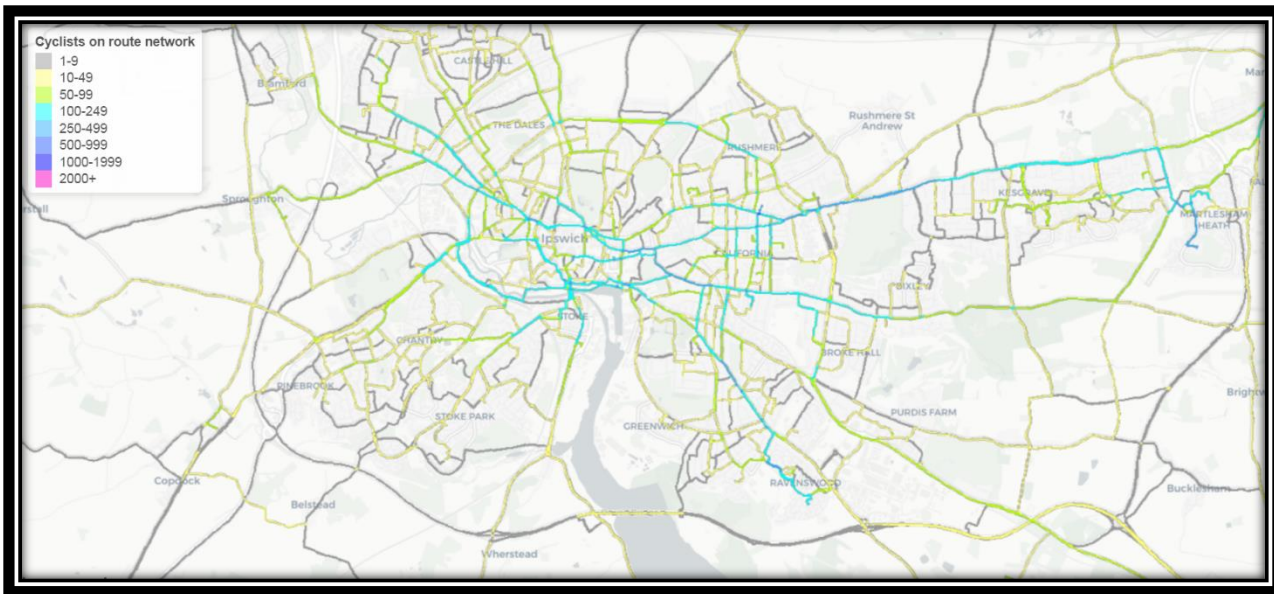 Cyclists on route network
1-9
10-49
50-99
100-249
250-499
500-999
1000-1999
2000+
CASTLE HILL
Bramford
THE DALES
Rushmere St
Andrew
RUSHMERE
KESGRAVE
Sproughton
MARTLESHAM
HEATH
Ipswich
CALIFORNIA
BIXLEY
STOKE
CHANTRY
BROKE HALL
PINEBROOK
STOKE PARK
PURDIS FARM
GREENWICH
Copdock
RAVENSWOOD
Bucklesham
Belstead
Wherstead